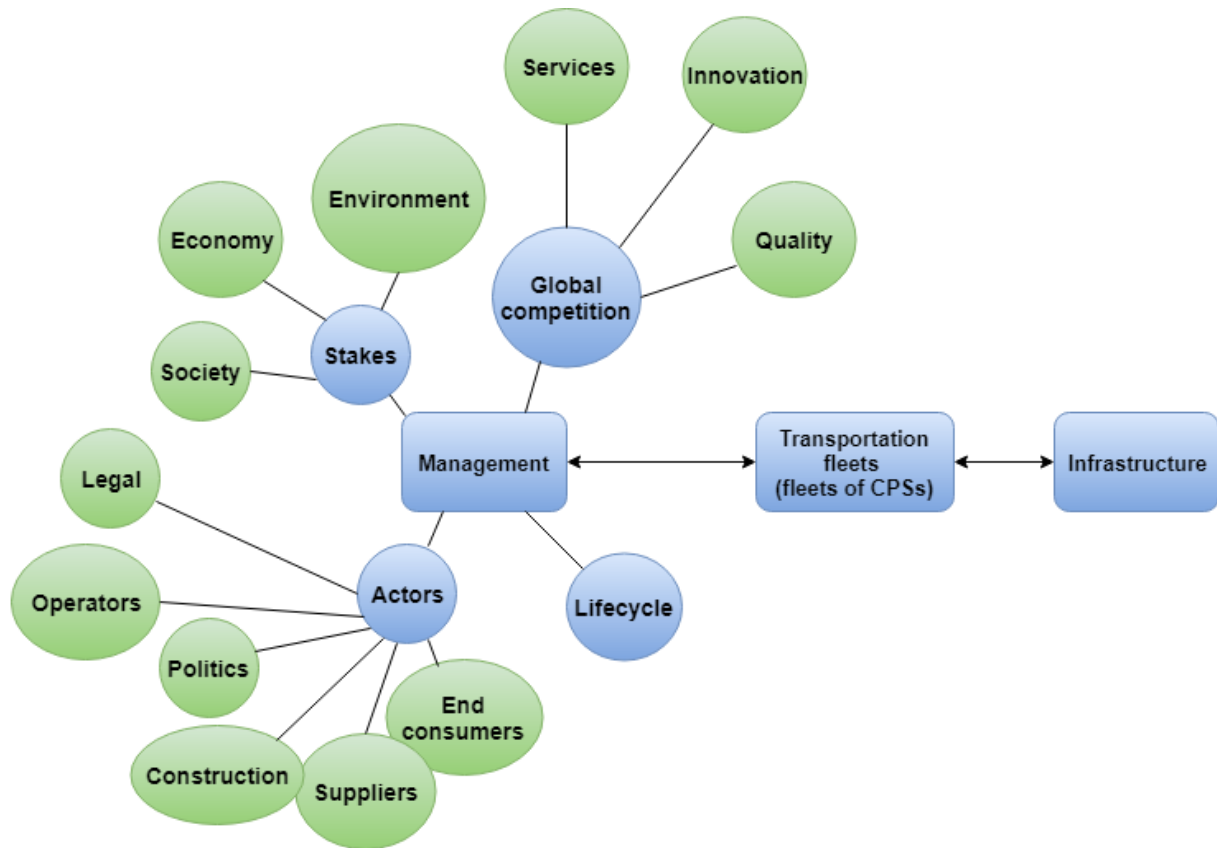 Services
Innovation
Environment
Economy
Quality
Global
competition
Stakes
Society
Management
Transportation
fleets
(fleets of CPSs)
Infrastructure
Legal
Actors
Operators
Lifecycle
Politics
End
consumers
Construction
Suppliers